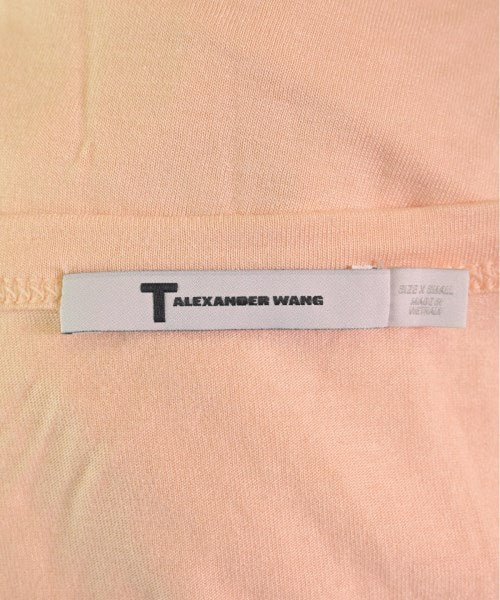 T ALEXANDER WANG
SIZE X SMALL
MADE IN
VIETNAM